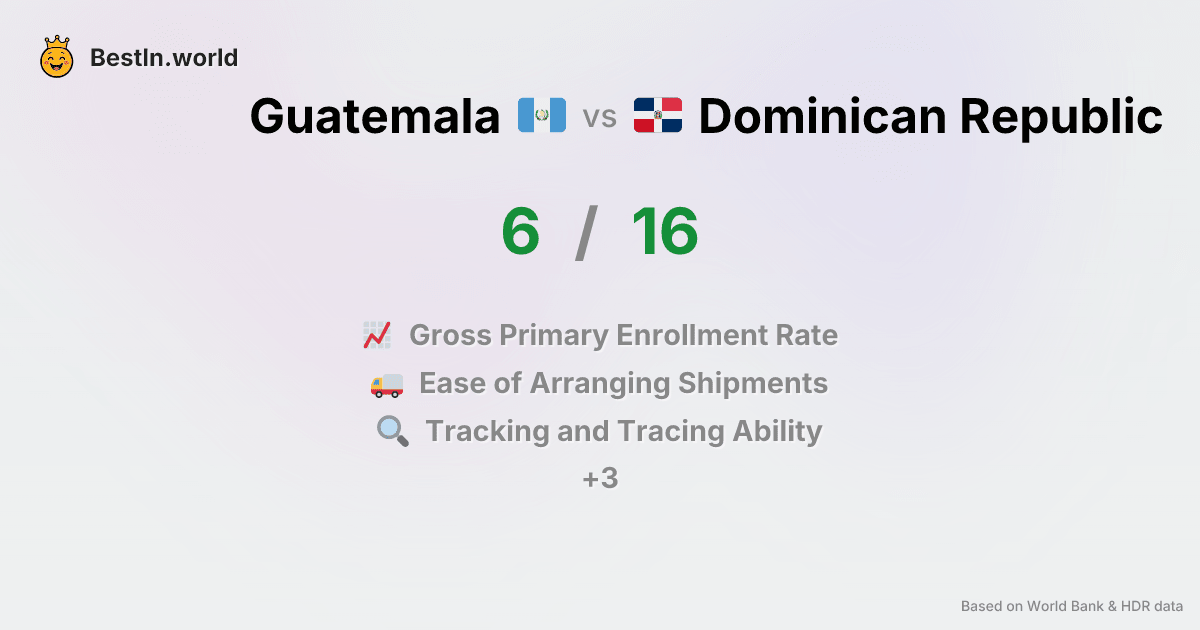 BestIn.world
Guatemala vs Dominican Republic
6 / 16
Gross Primary Enrollment Rate
Ease of Arranging Shipments
Tracking and Tracing Ability
+3
Based on World Bank & HDR data